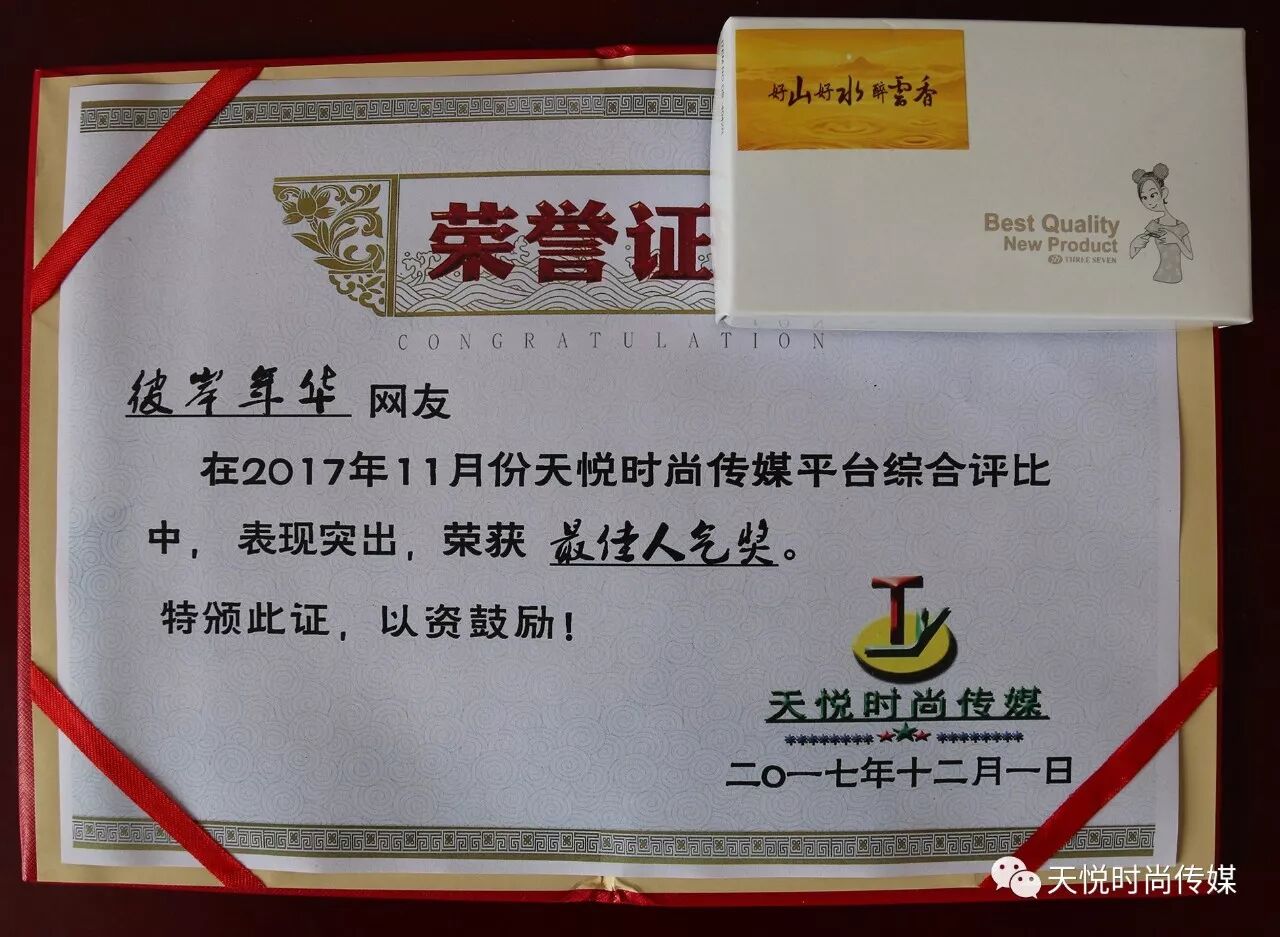 好山好水醉雲香
Best Quality
New Product
THREE SEVEN
荣誉证
CONGRATULATION
彼岸年华 网友
在2017年11月份天悦时尚传媒平台综合评比
中，表现突出，荣获 最佳人气奖。
特颁此证，以资鼓励！
TY
天悦时尚传媒
二〇一七年十二月一日
天悦时尚传媒